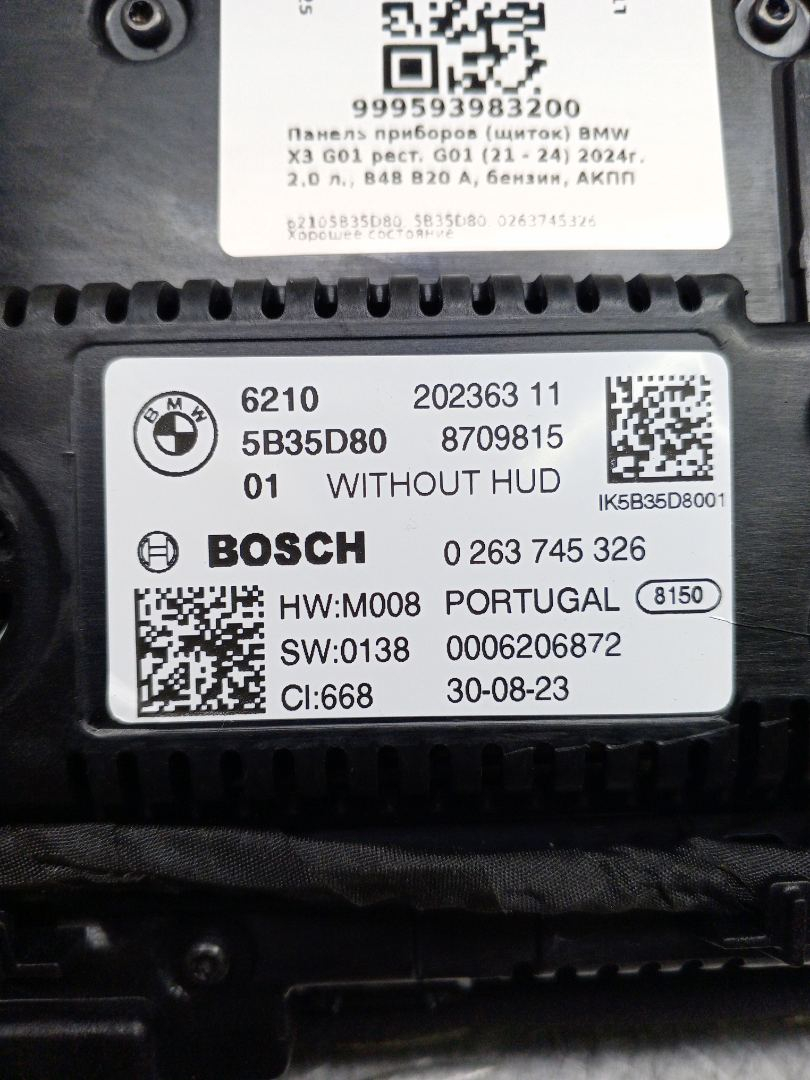 999593983200
Панель приборов (щиток) BMW
X3 G01 рест. G01 (21 - 24) 2024г.
2,0 л., B48 B20 A, бензин, АКПП
62105B35D80, 5B35D80, 0263745326
Хорошее состояние
BMW
6210 202363 11
5B35D80 8709815
01 WITHOUT HUD
IK5B35D8001
BOSCH 0 263 745 326
HW:M008 PORTUGAL 8150
SW:0138 0006206872
CI:668 30-08-23